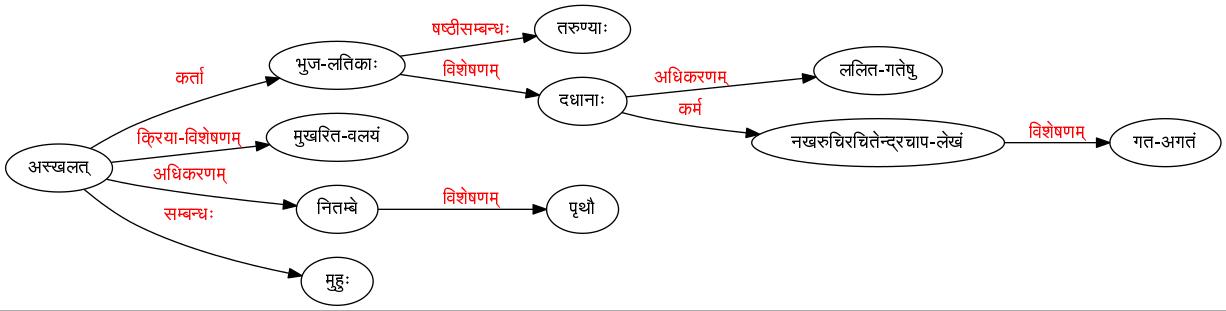 षष्ठीसम्बन्धः
तरुण्याः
भुज-लतिकाः
कर्ता
विशेषणम्
दधानाः
अधिकरणम्
ललित-गतेषु
कर्म
नखरुचिरचितेन्द्रचाप-लेखं
विशेषणम्
गत-अगतं
क्रिया-विशेषणम्
मुखरित-वलयं
अस्खलत्
अधिकरणम्
नितम्बे
विशेषणम्
पृथौ
सम्बन्धः
मुहुः